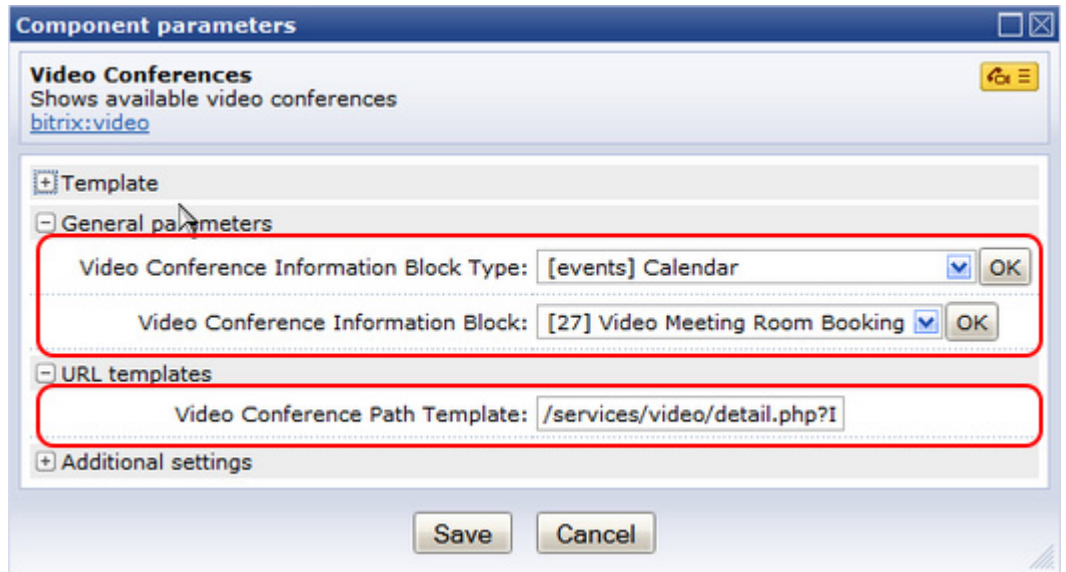 Component parameters
Video Conferences
Shows available video conferences
bitrix:video
Template
General parameters
Video Conference Information Block Type: [events] Calendar OK
Video Conference Information Block: [27] Video Meeting Room Booking OK
URL templates
Video Conference Path Template: /services/video/detail.php?I
Additional settings
Save Cancel